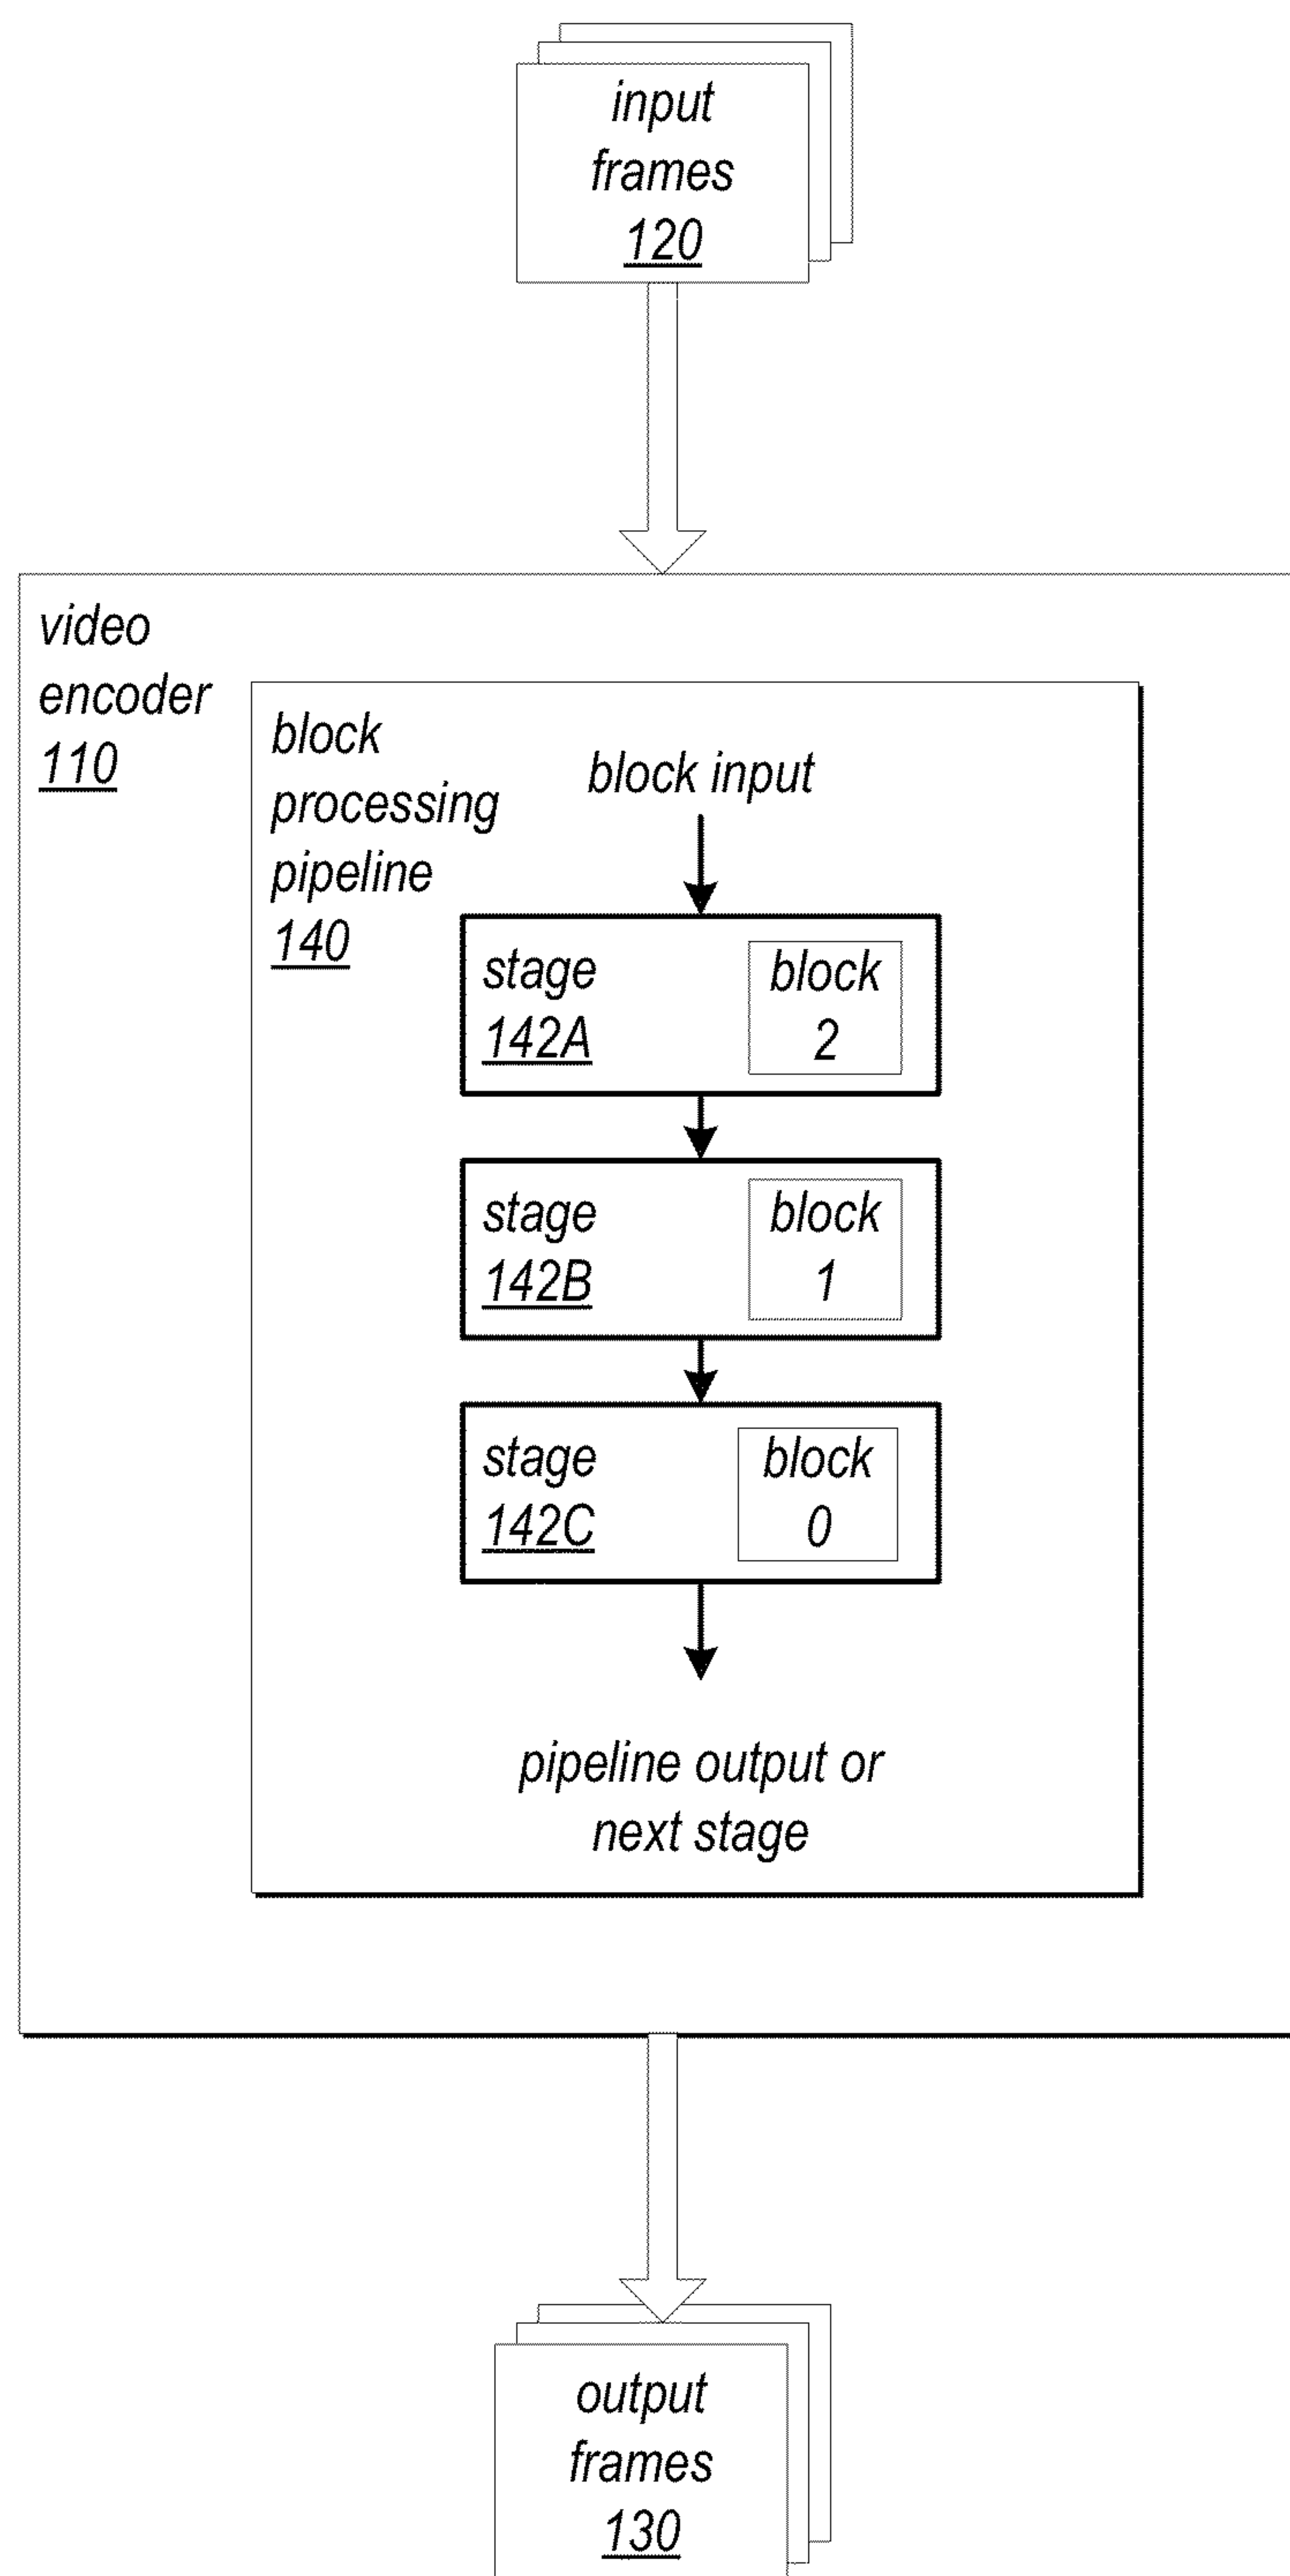 input
frames
120
video
encoder
110
block
processing
pipeline
140
block input
stage
142A
block
2
stage
142B
block
1
stage
142C
block
0
pipeline output or
next stage
output
frames
130